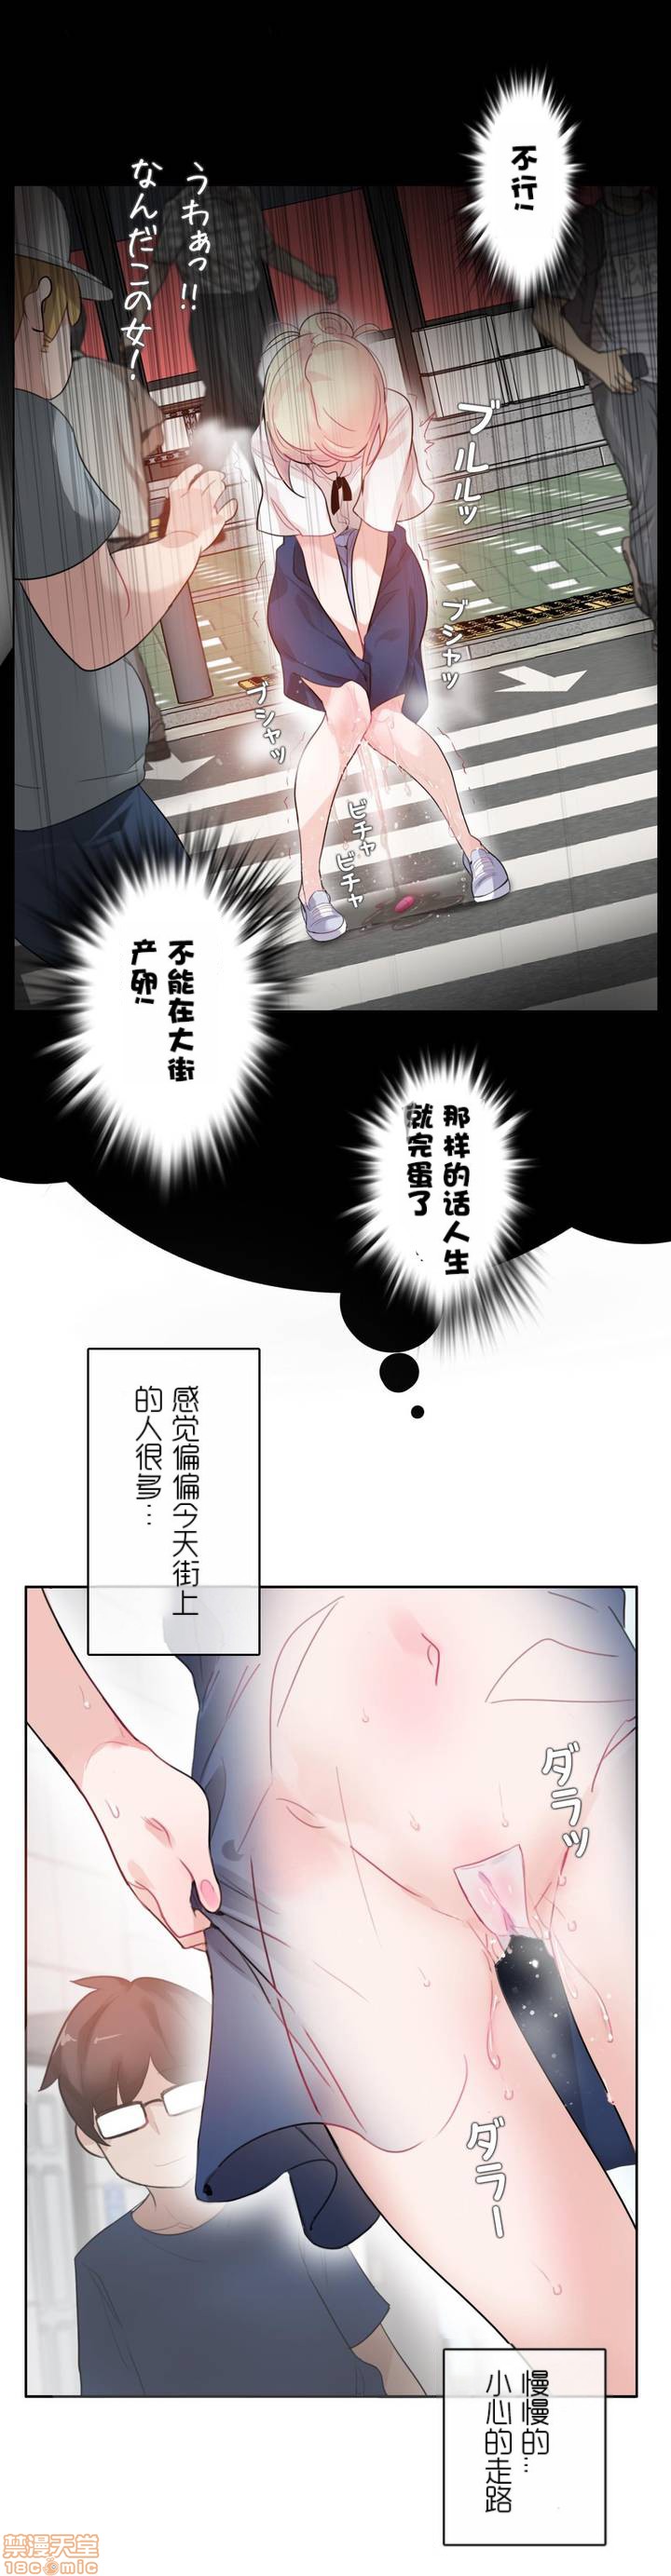 不行!
うわぁっ!!
なんだこの女!
ブルルッ
ブシャッ
ブシャッ
ビチャ
ビチャ
不能在大街
产卵!
那样的话人生
就完蛋了
感觉偏偏今天街上
的人很多…
ダラッ
ダラー
慢慢的…
小心的走路
禁漫天堂
18comic